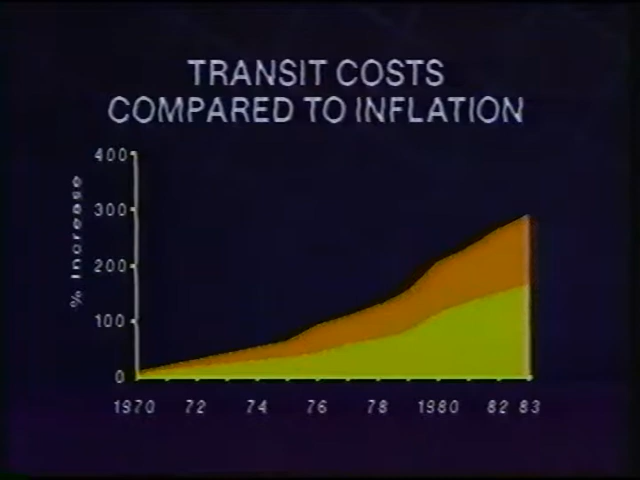 TRANSIT COSTS
COMPARED TO INFLATION
% Increase
400
300
200
100
0
1970 72 74 76 78 1980 82 83